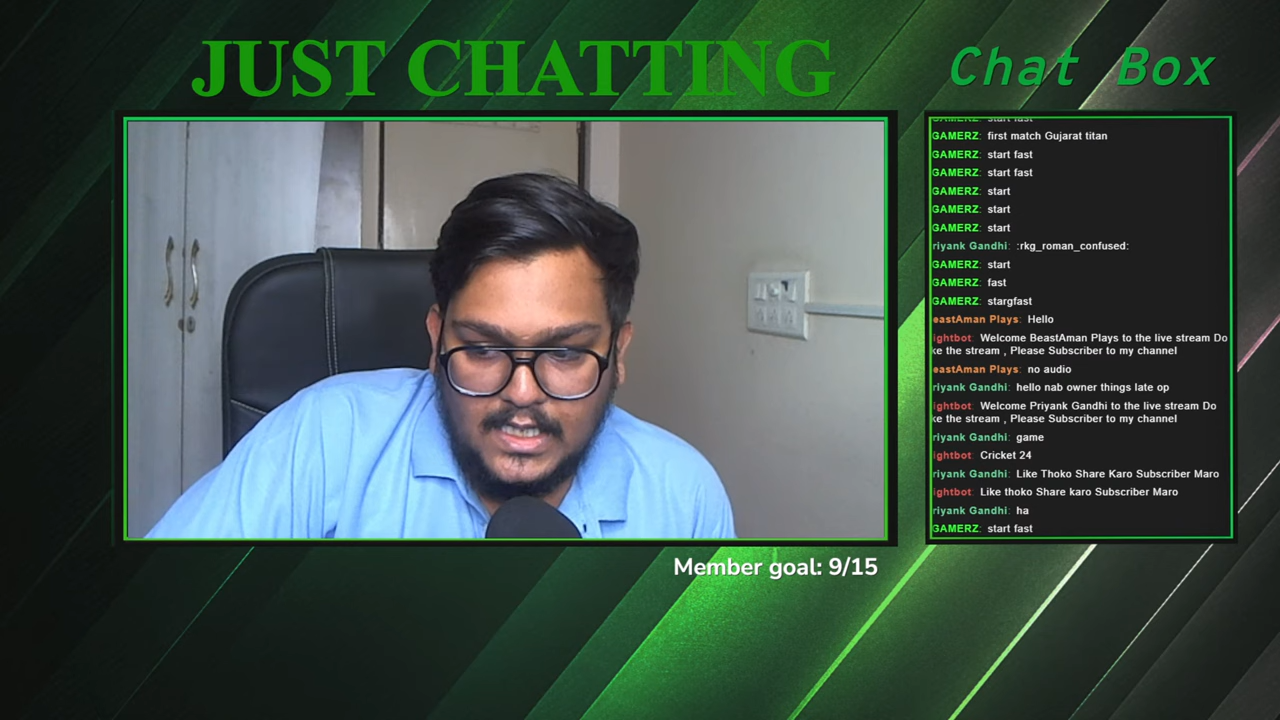 JUST CHATTING
Chat Box
GAMERZ: start fast
GAMERZ: first match Gujarat titan
GAMERZ: start fast
GAMERZ: start fast
GAMERZ: start
GAMERZ: start
GAMERZ: start
riyank Gandhi: :rkg_roman_confused:
GAMERZ: start
GAMERZ: fast
GAMERZ: stargfast
eastAman Plays: Hello
ightbot: Welcome BeastAman Plays to the live stream Do
ke the stream , Please Subscriber to my channel
eastAman Plays: no audio
riyank Gandhi: hello nab owner things late op
ightbot: Welcome Priyank Gandhi to the live stream Do
ke the stream , Please Subscriber to my channel
riyank Gandhi: game
ightbot: Cricket 24
riyank Gandhi: Like Thoko Share Karo Subscriber Maro
ightbot: Like thoko Share karo Subscriber Maro
riyank Gandhi: ha
GAMERZ: start fast
Member goal: 9/15